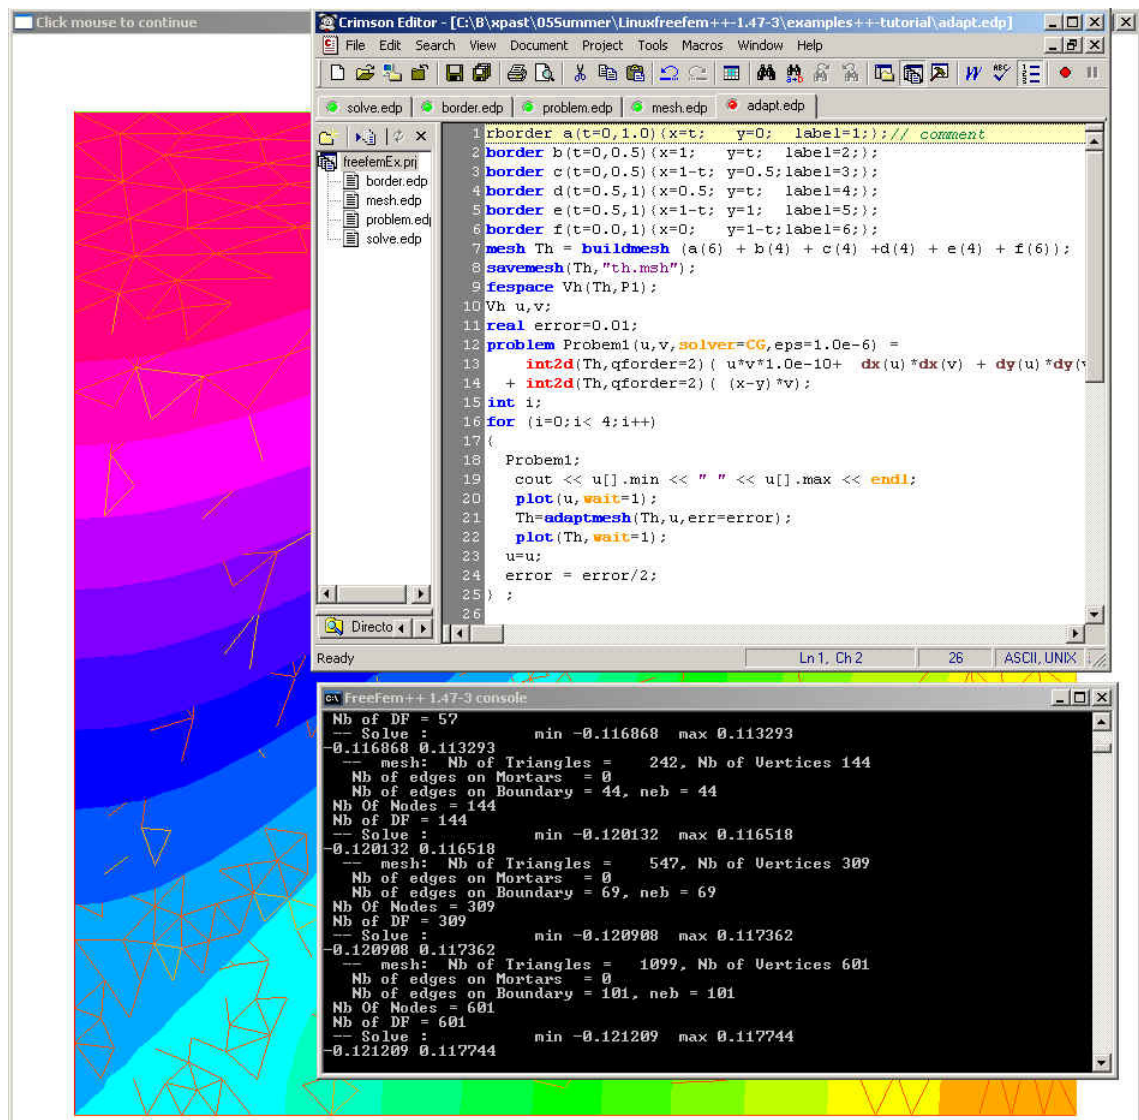 Click mouse to continue
Crimson Editor - [C:\B\xpast\05Summer\Linuxfreefem++-1.47-3\examples++-tutorial\adapt.edp]
File Edit Search View Document Project Tools Macros Window Help
W ABC
solve.edp border.edp problem.edp mesh.edp adapt.edp
freefemEx.prj
border.edp
mesh.edp
problem.edp
solve.edp
Directo
1 rborder a(t=0,1.0){x=t; y=0; label=1;};// comment
2 border b(t=0,0.5){x=1; y=t; label=2;};
3 border c(t=0,0.5){x=1-t; y=0.5;label=3;};
4 border d(t=0.5,1){x=0.5; y=t; label=4;};
5 border e(t=0.5,1){x=1-t; y=1; label=5;};
6 border f(t=0.0,1){x=0; y=1-t;label=6;};
7 mesh Th = buildmesh (a(6) + b(4) + c(4) +d(4) + e(4) + f(6));
8 savemesh(Th,"th.msh");
9 fespace Vh(Th,P1);
10 Vh u,v;
11 real error=0.01;
12 problem Probem1(u,v,solver=CG,eps=1.0e-6) =
13 int2d(Th,qforder=2)( u*v*1.0e-10+ dx(u)*dx(v) + dy(u)*dy(v
14 + int2d(Th,qforder=2)( (x-y)*v);
15 int i;
16 for (i=0;i< 4;i++)
17 {
18 Probem1;
19 cout << u[].min << " " << u[].max << endl;
20 plot(u,wait=1);
21 Th=adaptmesh(Th,u,err=error);
22 plot(Th,wait=1);
23 u=u;
24 error = error/2;
25 } ;
26
Ready Ln 1, Ch 2 26 ASCII, UNIX
FreeFem++ 1.47-3 console
Nb of DF = 57
-- Solve : min -0.116868 max 0.113293
-0.116868 0.113293
-- mesh: Nb of Triangles = 242, Nb of Vertices 144
Nb of edges on Mortars = 0
Nb of edges on Boundary = 44, neb = 44
Nb Of Nodes = 144
Nb of DF = 144
-- Solve : min -0.120132 max 0.116518
-0.120132 0.116518
-- mesh: Nb of Triangles = 547, Nb of Vertices 309
Nb of edges on Mortars = 0
Nb of edges on Boundary = 69, neb = 69
Nb Of Nodes = 309
Nb of DF = 309
-- Solve : min -0.120908 max 0.117362
-0.120908 0.117362
-- mesh: Nb of Triangles = 1099, Nb of Vertices 601
Nb of edges on Mortars = 0
Nb of edges on Boundary = 101, neb = 101
Nb Of Nodes = 601
Nb of DF = 601
-- Solve : min -0.121209 max 0.117744
-0.121209 0.117744